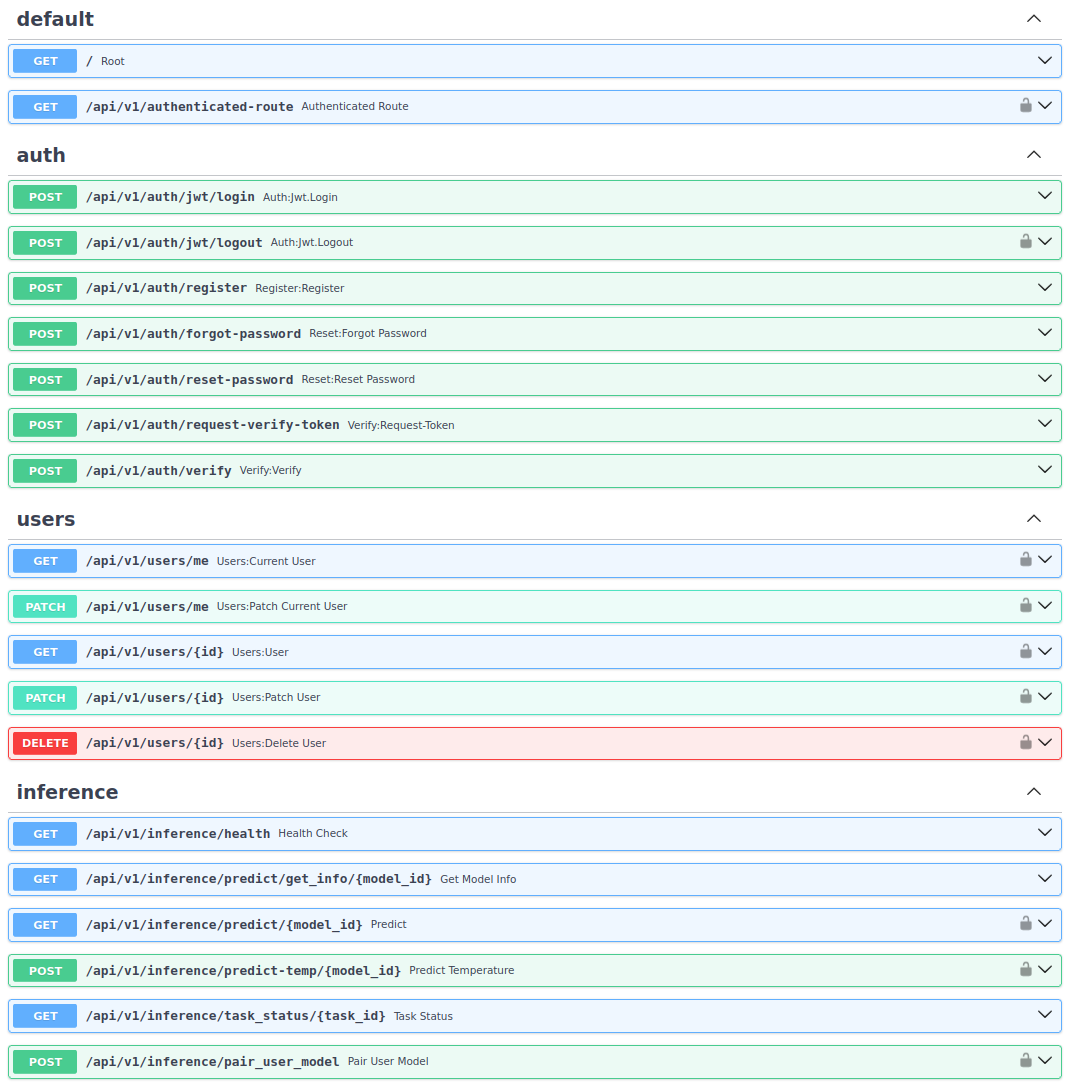 default
GET / Root
GET /api/v1/authenticated-route Authenticated Route
auth
POST /api/v1/auth/jwt/login Auth:Jwt.Login
POST /api/v1/auth/jwt/logout Auth:Jwt.Logout
POST /api/v1/auth/register Register:Register
POST /api/v1/auth/forgot-password Reset:Forgot Password
POST /api/v1/auth/reset-password Reset:Reset Password
POST /api/v1/auth/request-verify-token Verify:Request-Token
POST /api/v1/auth/verify Verify:Verify
users
GET /api/v1/users/me Users:Current User
PATCH /api/v1/users/me Users:Patch Current User
GET /api/v1/users/{id} Users:User
PATCH /api/v1/users/{id} Users:Patch User
DELETE /api/v1/users/{id} Users:Delete User
inference
GET /api/v1/inference/health Health Check
GET /api/v1/inference/predict/get_info/{model_id} Get Model Info
GET /api/v1/inference/predict/{model_id} Predict
POST /api/v1/inference/predict-temp/{model_id} Predict Temperature
GET /api/v1/inference/task_status/{task_id} Task Status
POST /api/v1/inference/pair_user_model Pair User Model